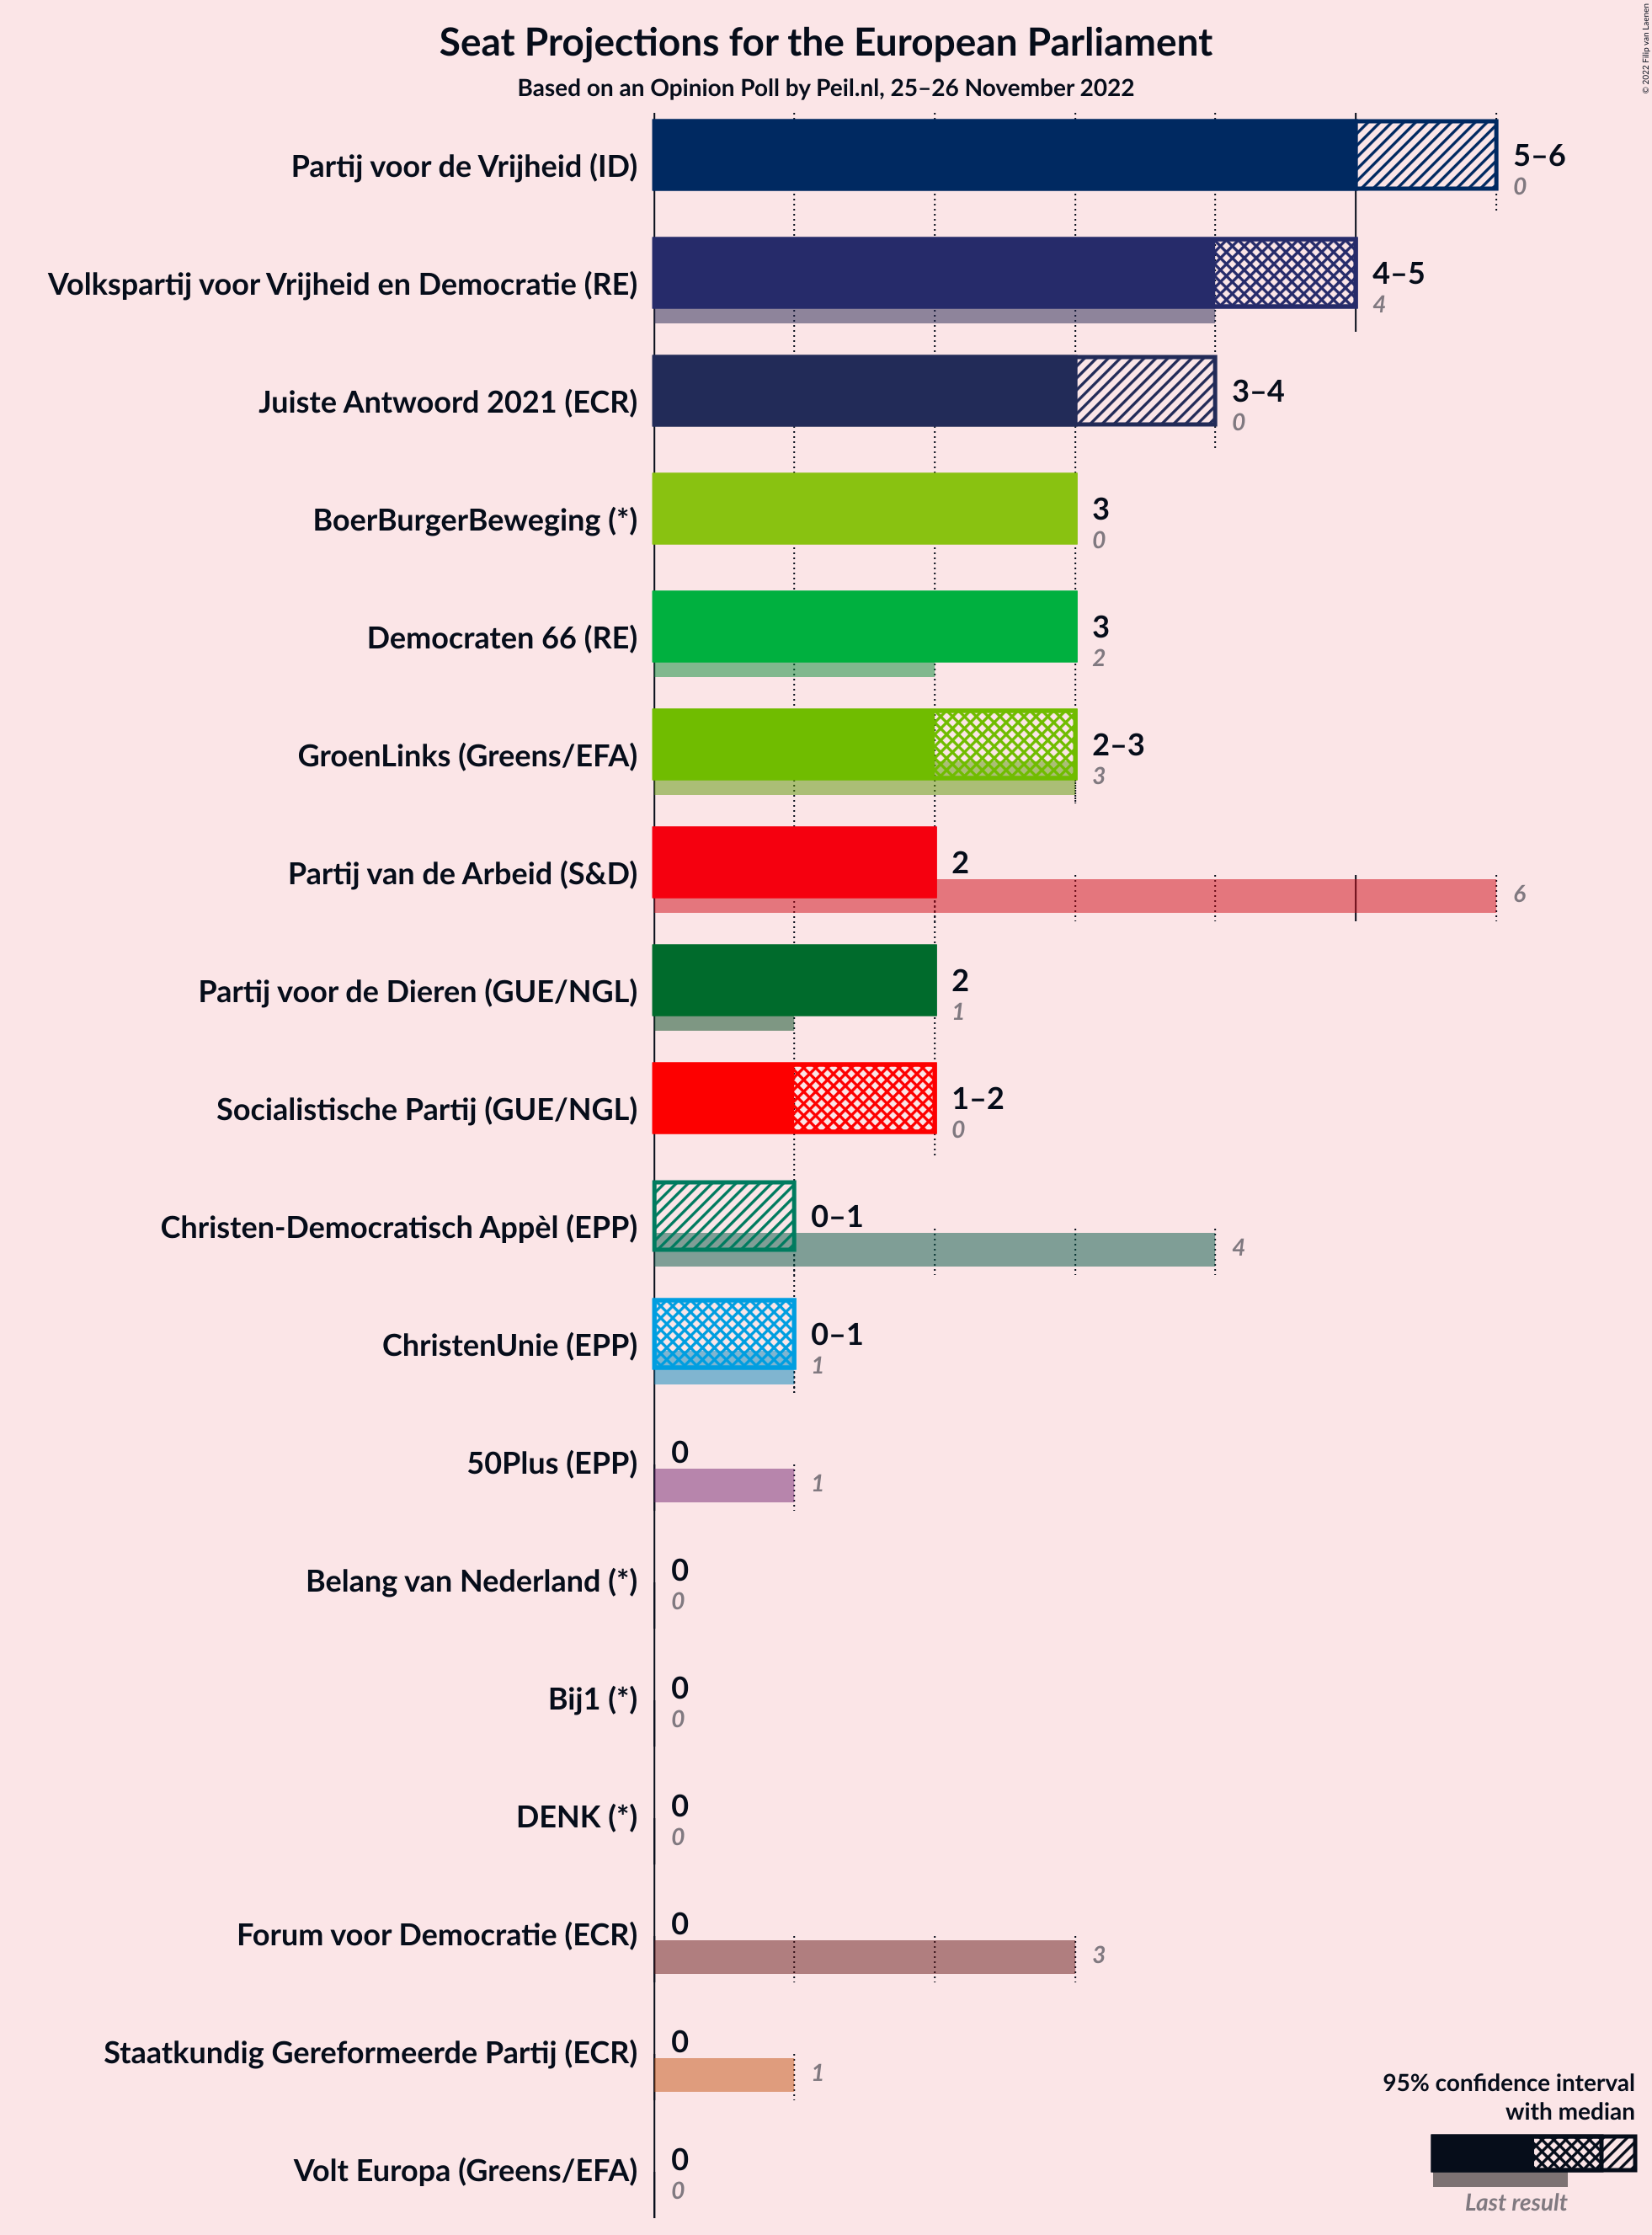 Seat Projections for the European Parliament
Based on an Opinion Poll by Peil.nl, 25–26 November 2022
© 2022 Filip van Laenen
Partij voor de Vrijheid (ID)
5–6
0
Volkspartij voor Vrijheid en Democratie (RE)
4–5
4
Juiste Antwoord 2021 (ECR)
3–4
0
BoerBurgerBeweging (*)
3
0
Democraten 66 (RE)
3
2
GroenLinks (Greens/EFA)
2–3
3
Partij van de Arbeid (S&D)
2
6
Partij voor de Dieren (GUE/NGL)
2
1
Socialistische Partij (GUE/NGL)
1–2
0
Christen-Democratisch Appèl (EPP)
0–1
4
ChristenUnie (EPP)
0–1
1
50Plus (EPP)
0
1
Belang van Nederland (*)
0
0
Bij1 (*)
0
0
DENK (*)
0
0
Forum voor Democratie (ECR)
0
3
Staatkundig Gereformeerde Partij (ECR)
0
1
Volt Europa (Greens/EFA)
0
0
95% confidence interval
with median
Last result